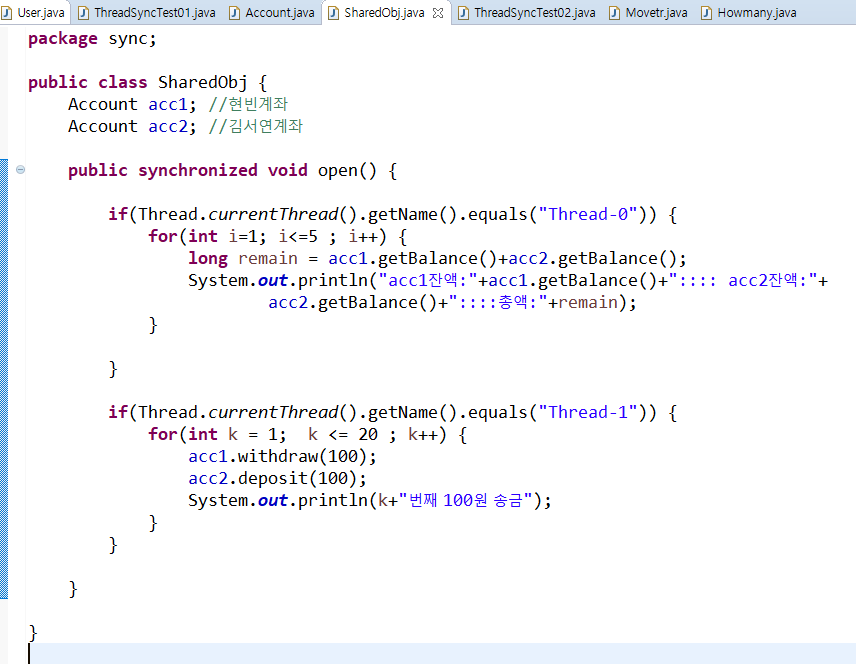 User.java ThreadSyncTest01.java Account.java SharedObj.java ThreadSyncTest02.java Movetr.java Howmany.java
package sync;
public class SharedObj {
Account acc1; //현빈계좌
Account acc2; //김서연계좌
public synchronized void open() {
if(Thread.currentThread().getName().equals("Thread-0")) {
for(int i=1; i<=5 ; i++) {
long remain = acc1.getBalance()+acc2.getBalance();
System.out.println("acc1잔액:"+acc1.getBalance()+":::: acc2잔액:"+
acc2.getBalance()+"::::총액:"+remain);
}
}
if(Thread.currentThread().getName().equals("Thread-1")) {
for(int k = 1;  k <= 20 ; k++) {
acc1.withdraw(100);
acc2.deposit(100);
System.out.println(k+"번째 100원 송금");
}
}
}
}